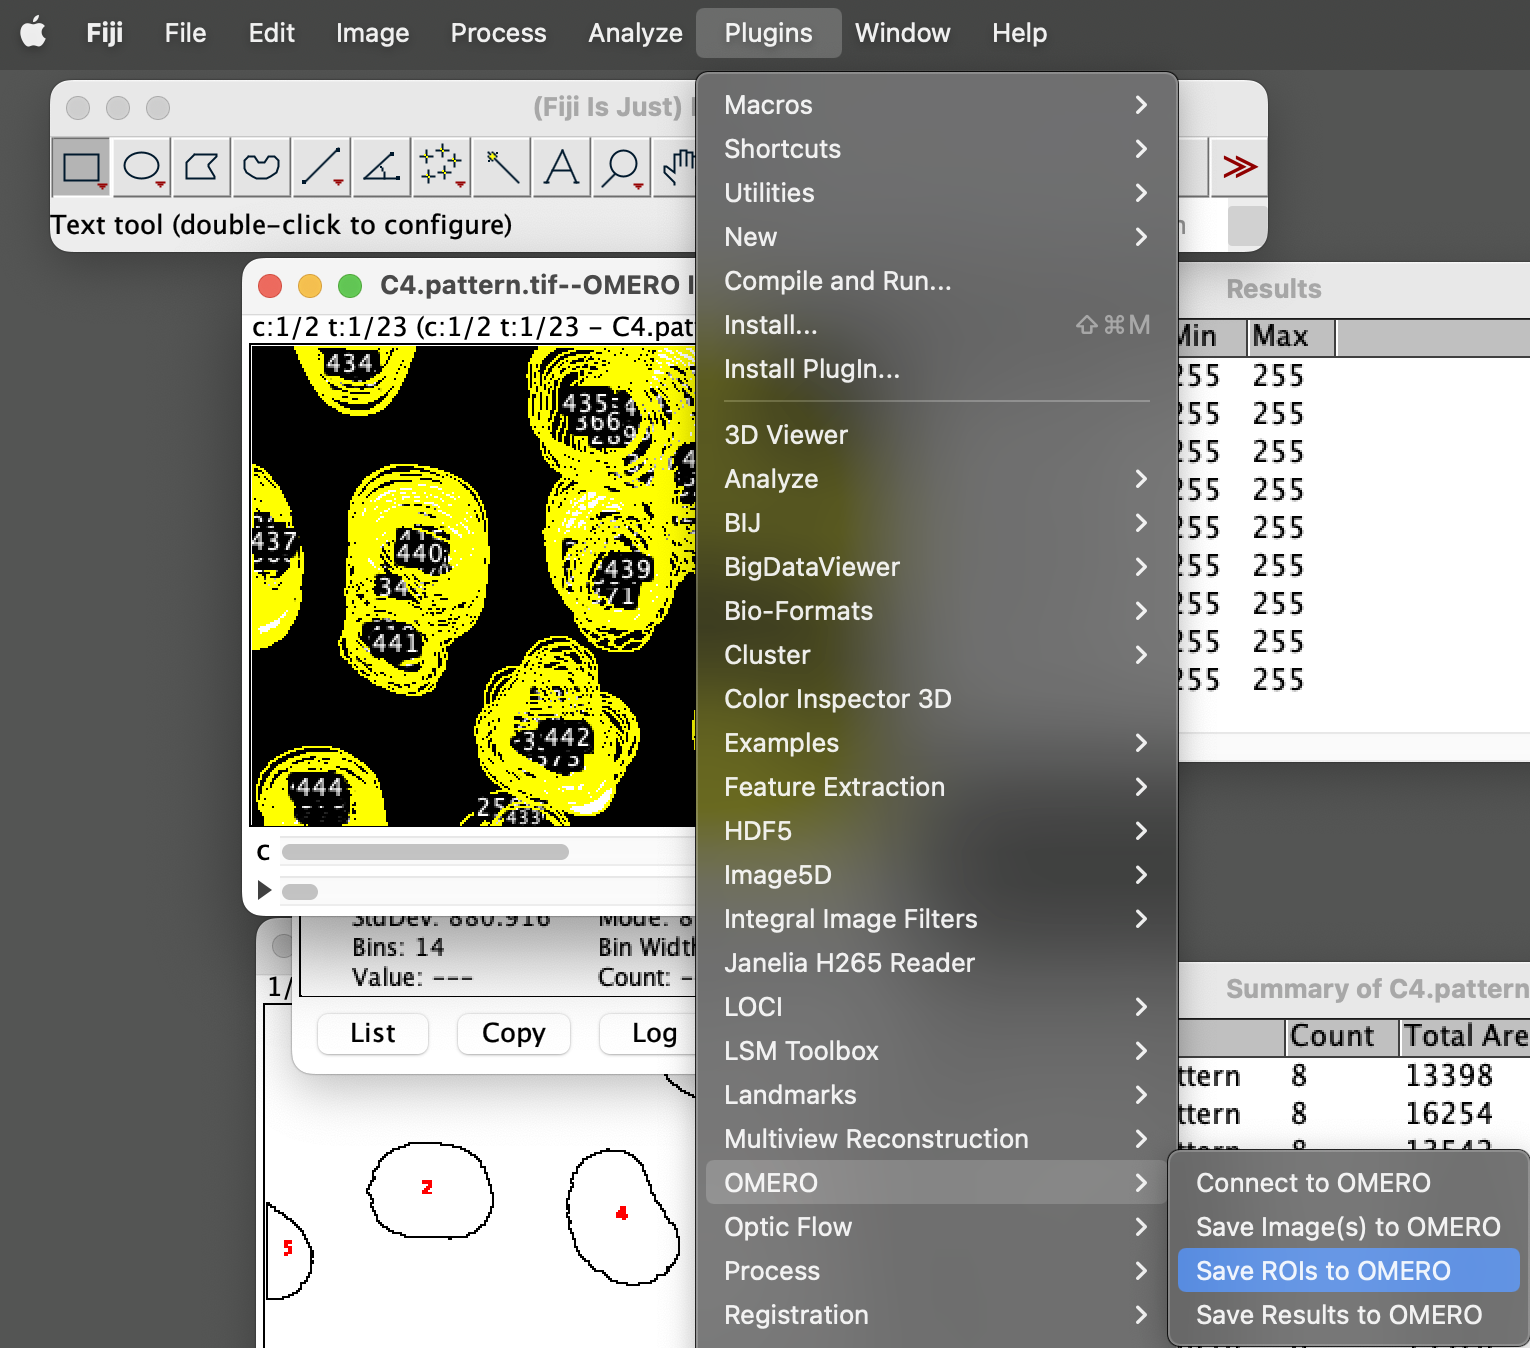 Fiji File Edit Image Process Analyze Plugins Window Help
(Fiji Is Just)
Text tool (double-click to configure)
C4.pattern.tif--OMERO
c:1/2 t:1/23 (c:1/2 t:1/23 - C4.pat
434
435
366
437
440
34
439
371
441
442
373
444
25
433
C
StdDev: 880.916 Mode: 8
Bins: 14 Bin Width
Value: --- Count: -
1/
List Copy Log
2
4
5
Macros
Shortcuts
Utilities
New
Compile and Run...
Install... ⇧⌘M
Install PlugIn...
3D Viewer
Analyze
BIJ
BigDataViewer
Bio-Formats
Cluster
Color Inspector 3D
Examples
Feature Extraction
HDF5
Image5D
Integral Image Filters
Janelia H265 Reader
LOCI
LSM Toolbox
Landmarks
Multiview Reconstruction
OMERO
Optic Flow
Process
Registration
Connect to OMERO
Save Image(s) to OMERO
Save ROIs to OMERO
Save Results to OMERO
Results
Min Max
255 255
255 255
255 255
255 255
255 255
255 255
255 255
255 255
255 255
Summary of C4.pattern
Count Total Are
ttern 8 13398
ttern 8 16254
ttern 8 13542